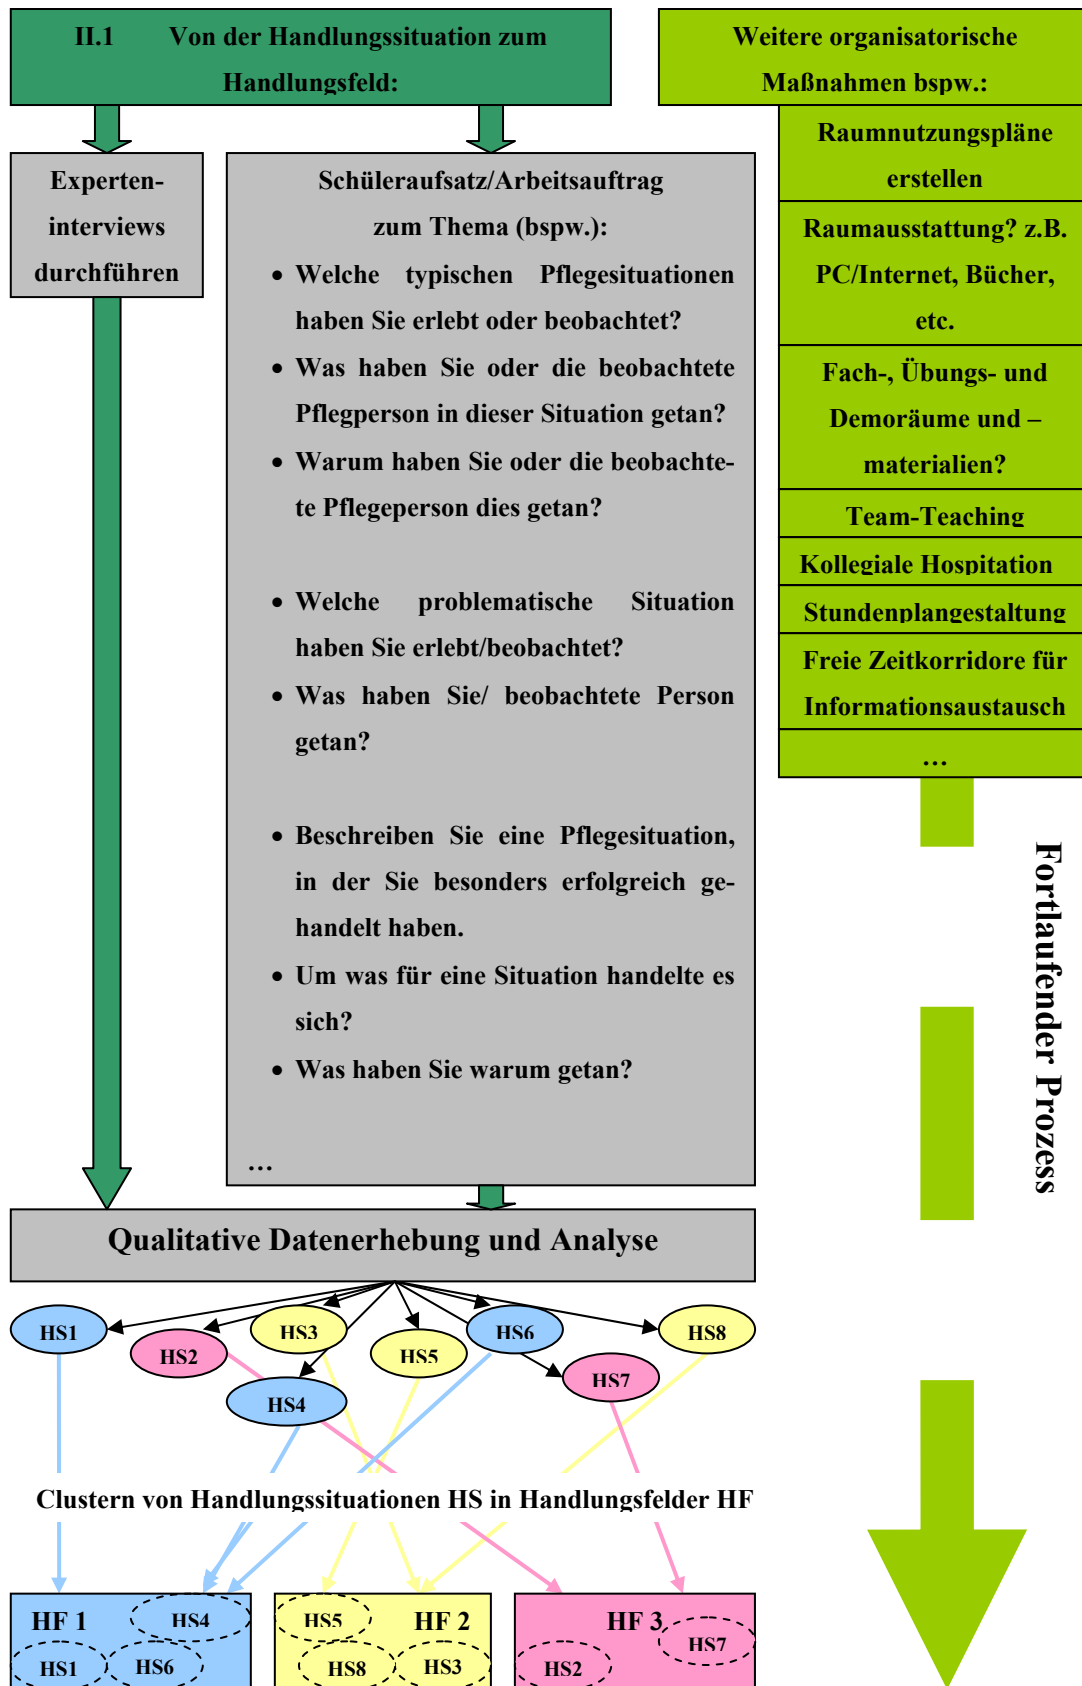 II.1 Von der Handlungssituation zum
Handlungsfeld:
Weitere organisatorische
Maßnahmen bspw.:
Experten-
interviews
durchführen
Schüleraufsatz/Arbeitsauftrag
zum Thema (bspw.):
• Welche typischen Pflegesituationen
haben Sie erlebt oder beobachtet?
• Was haben Sie oder die beobachtete
Pflegperson in dieser Situation getan?
• Warum haben Sie oder die beobachte-
te Pflegeperson dies getan?
• Welche problematische Situation
haben Sie erlebt/beobachtet?
• Was haben Sie/ beobachtete Person
getan?
• Beschreiben Sie eine Pflegesituation,
in der Sie besonders erfolgreich ge-
handelt haben.
• Um was für eine Situation handelte es
sich?
• Was haben Sie warum getan?
…
Raumnutzungspläne
erstellen
Raumausstattung? z.B.
PC/Internet, Bücher,
etc.
Fach-, Übungs- und
Demoräume und –
materialien?
Team-Teaching
Kollegiale Hospitation
Stundenplangestaltung
Freie Zeitkorridore für
Informationsaustausch
…
Fortlaufender Prozess
Qualitative Datenerhebung und Analyse
HS1
HS2
HS3
HS4
HS5
HS6
HS7
HS8
Clustern von Handlungssituationen HS in Handlungsfelder HF
HF 1
HS4
HS1
HS6
HS5
HF 2
HS8
HS3
HF 3
HS7
HS2